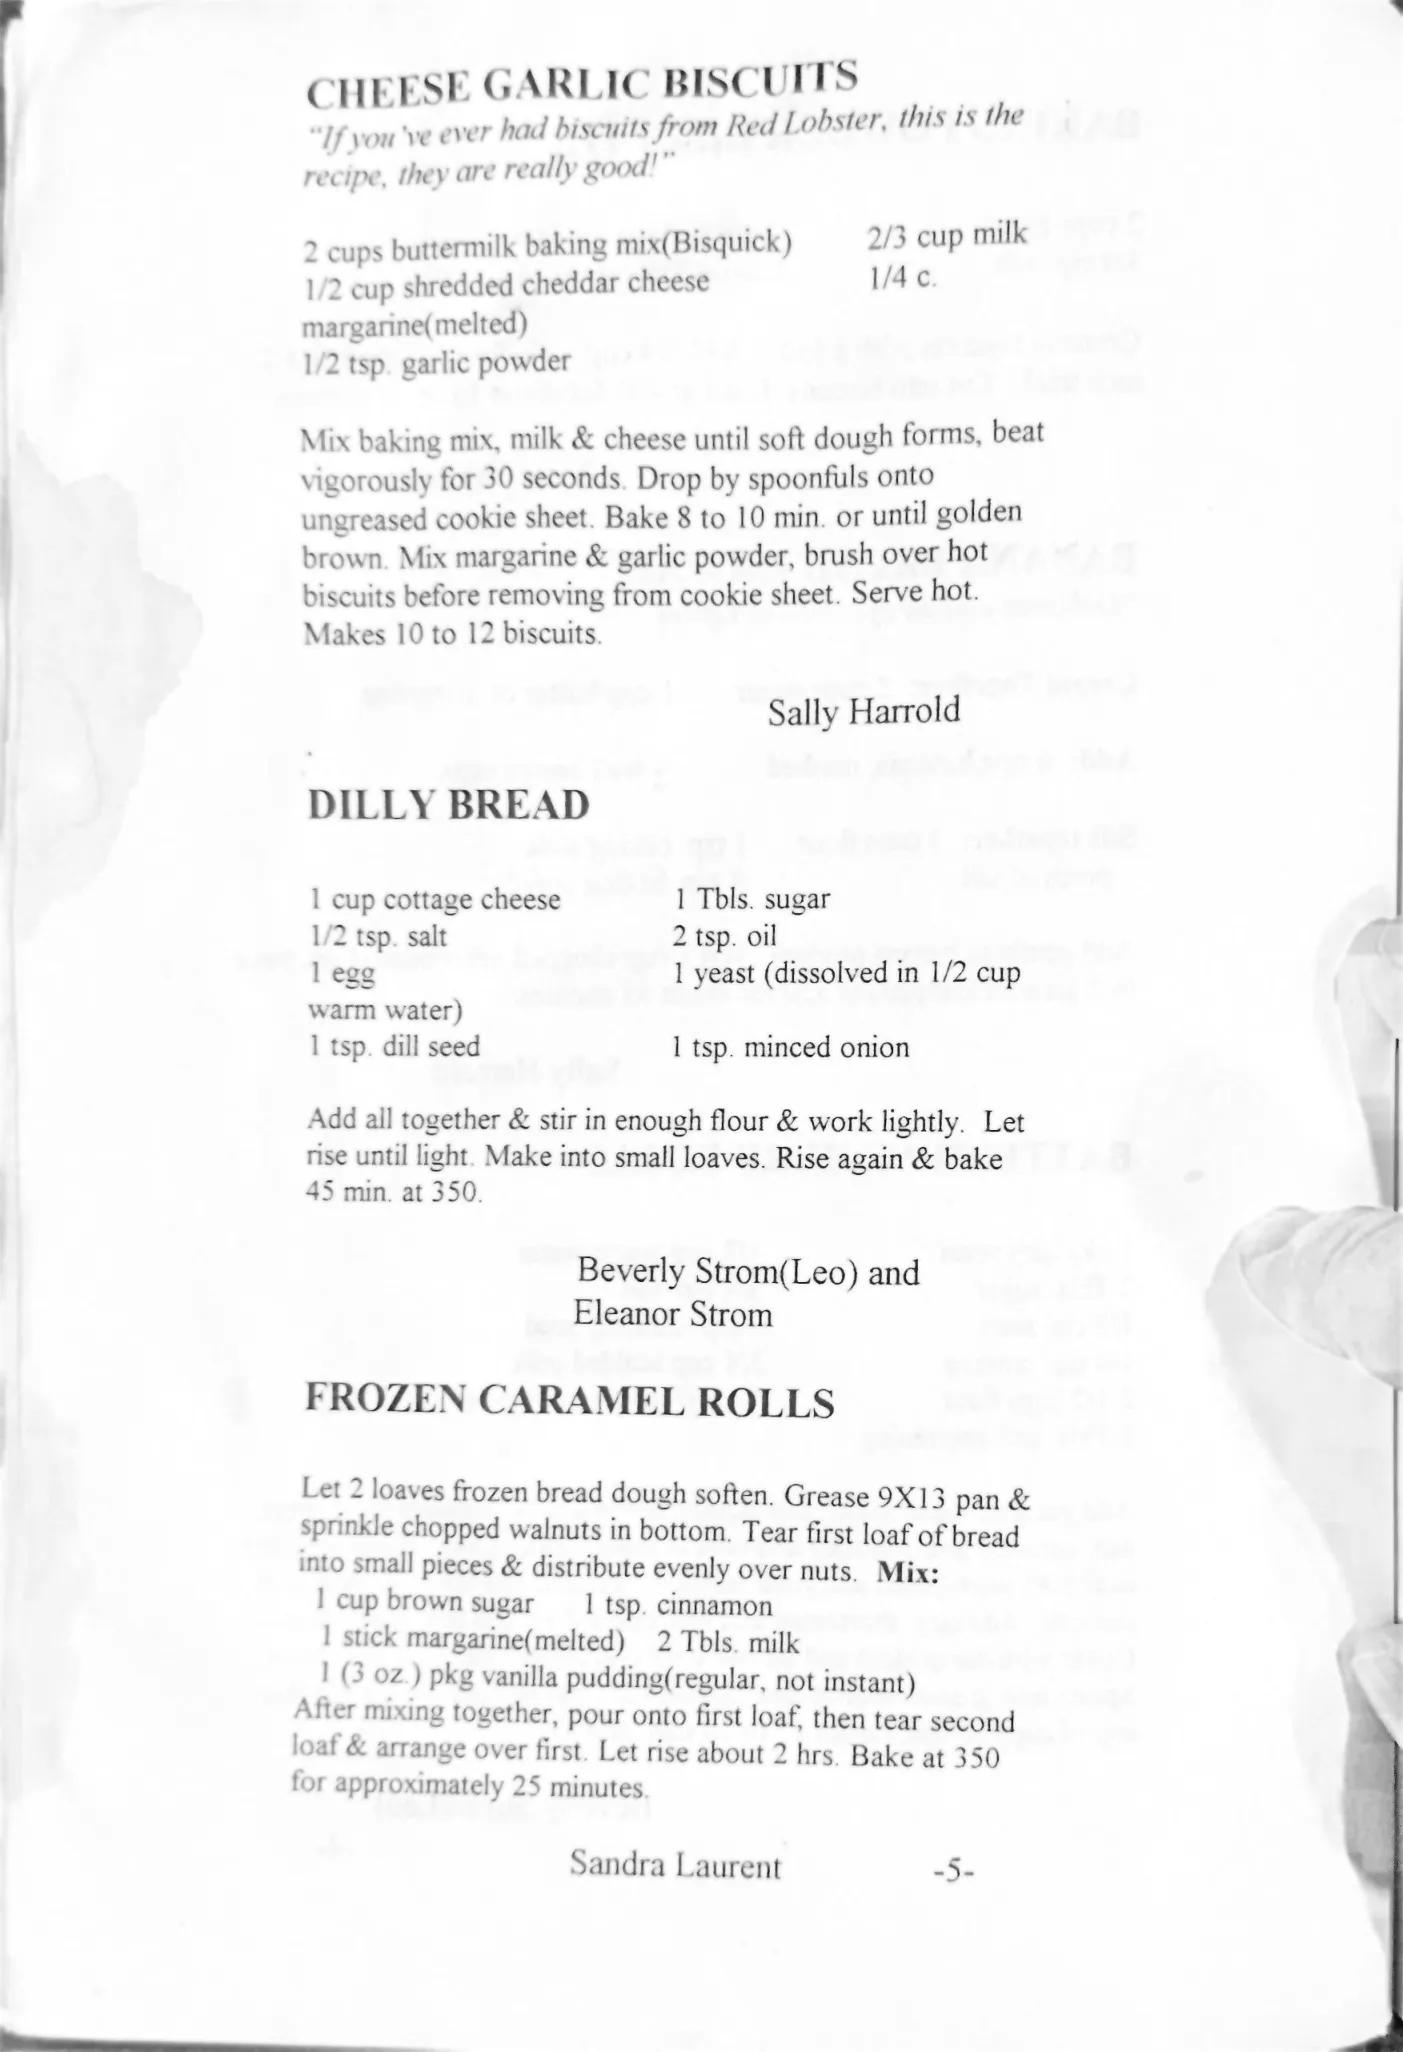 CHEESE GARLIC BISCUITS
"If you've ever had biscuits from Red Lobster, this is the
recipe, they are really good!"
2 cups buttermilk baking mix(Bisquick) 2/3 cup milk
1/2 cup shredded cheddar cheese 1/4 c.
margarine(melted)
1/2 tsp. garlic powder
Mix baking mix, milk & cheese until soft dough forms, beat
vigorously for 30 seconds. Drop by spoonfuls onto
ungreased cookie sheet. Bake 8 to 10 min. or until golden
brown. Mix margarine & garlic powder, brush over hot
biscuits before removing from cookie sheet. Serve hot.
Makes 10 to 12 biscuits.
Sally Harrold
DILLY BREAD
1 cup cottage cheese 1 Tbls. sugar
1/2 tsp. salt 2 tsp. oil
1 egg 1 yeast (dissolved in 1/2 cup
warm water)
1 tsp. dill seed 1 tsp. minced onion
Add all together & stir in enough flour & work lightly. Let
rise until light. Make into small loaves. Rise again & bake
45 min. at 350.
Beverly Strom(Leo) and
Eleanor Strom
FROZEN CARAMEL ROLLS
Let 2 loaves frozen bread dough soften. Grease 9X13 pan &
sprinkle chopped walnuts in bottom. Tear first loaf of bread
into small pieces & distribute evenly over nuts. Mix:
1 cup brown sugar 1 tsp. cinnamon
1 stick margarine(melted) 2 Tbls. milk
1 (3 oz.) pkg vanilla pudding(regular, not instant)
After mixing together, pour onto first loaf, then tear second
loaf & arrange over first. Let rise about 2 hrs. Bake at 350
for approximately 25 minutes.
Sandra Laurent -5-